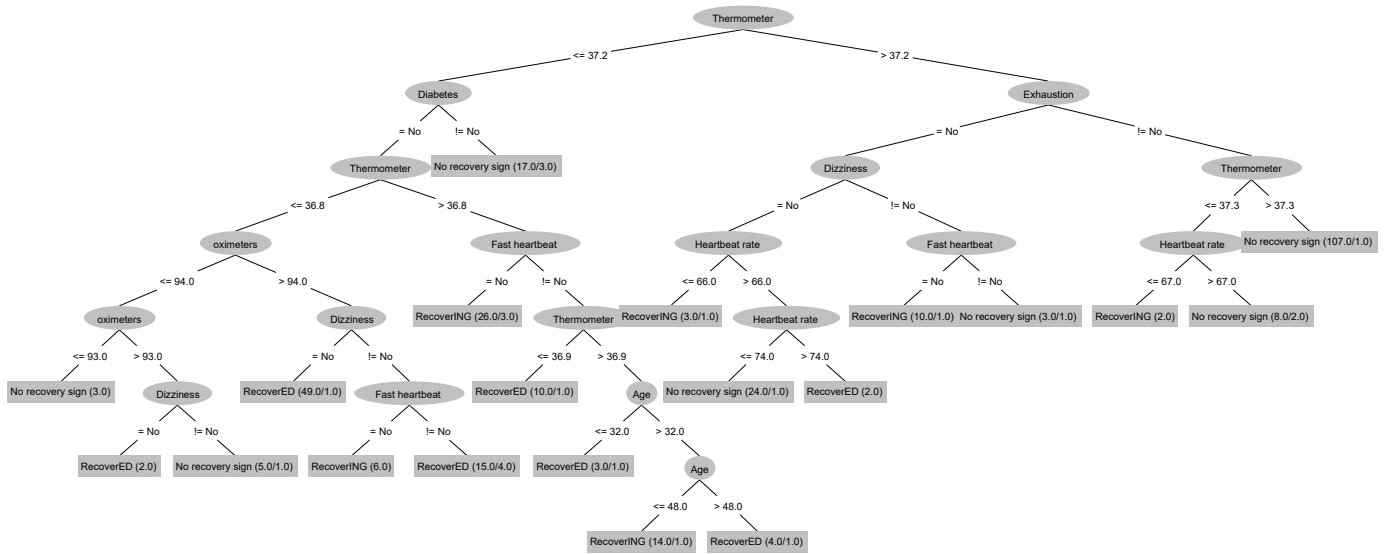 Thermometer
<= 37.2
> 37.2
Diabetes
Exhaustion
= No
!= No
= No
!= No
Thermometer
No recovery sign (17.0/3.0)
Dizziness
Thermometer
<= 36.8
> 36.8
= No
!= No
<= 37.3
> 37.3
oximeters
Fast heartbeat
Heartbeat rate
Fast heartbeat
Heartbeat rate
No recovery sign (107.0/1.0)
<= 94.0
> 94.0
= No
!= No
<= 66.0
> 66.0
= No
!= No
<= 67.0
> 67.0
oximeters
Dizziness
RecoverING (26.0/3.0)
Thermometer
RecoverING (3.0/1.0)
Heartbeat rate
RecoverING (10.0/1.0)
No recovery sign (3.0/1.0)
RecoverING (2.0)
No recovery sign (8.0/2.0)
<= 93.0
> 93.0
= No
!= No
<= 36.9
> 36.9
<= 74.0
> 74.0
No recovery sign (3.0)
Dizziness
RecoverED (49.0/1.0)
Fast heartbeat
RecoverED (10.0/1.0)
Age
No recovery sign (24.0/1.0)
RecoverED (2.0)
= No
!= No
= No
!= No
<= 32.0
> 32.0
RecoverED (2.0)
No recovery sign (5.0/1.0)
RecoverING (6.0)
RecoverED (15.0/4.0)
RecoverED (3.0/1.0)
Age
<= 48.0
> 48.0
RecoverING (14.0/1.0)
RecoverED (4.0/1.0)